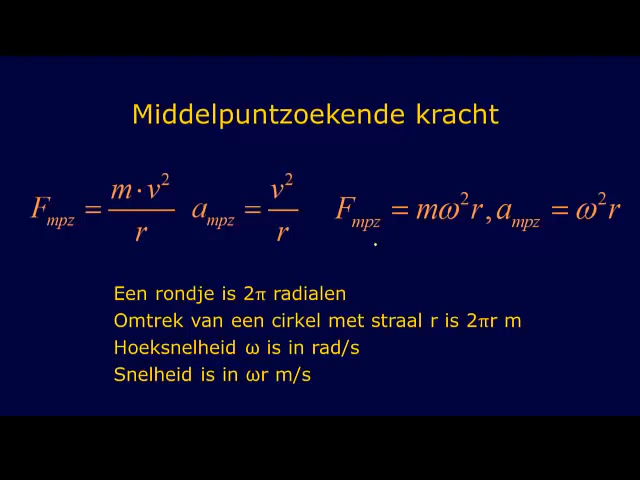 Middelpuntzoekende kracht
F_mpz = m·v²/r a_mpz = v²/r F_mpz = mω²r, a_mpz = ω²r
Een rondje is 2π radialen
Omtrek van een cirkel met straal r is 2πr m
Hoeksnelheid ω is in rad/s
Snelheid is in ωr m/s